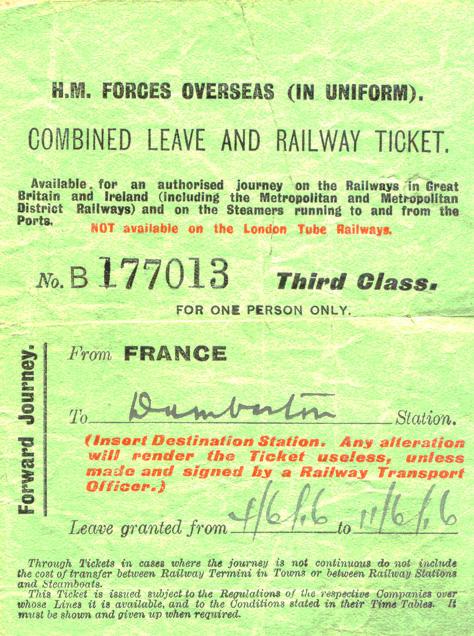 H.M. FORCES OVERSEAS (IN UNIFORM).
COMBINED LEAVE AND RAILWAY TICKET.
Available for an authorised journey on the Railways in Great
Britain and Ireland (including the Metropolitan and Metropolitan
District Railways) and on the Steamers running to and from the
Ports.
NOT available on the London Tube Railways.
No. B 177013 Third Class.
FOR ONE PERSON ONLY.
Forward Journey.
From FRANCE
To Dumbarton Station.
(Insert Destination Station. Any alteration
will render the Ticket useless, unless
made and signed by a Railway Transport
Officer.)
Leave granted from 4/6/16 to 11/6/16
Through Tickets in cases where the journey is not continuous do not include
the cost of transfer between Railway Termini in Towns or between Railway Stations
and Steamboats.
This Ticket is issued subject to the Regulations of the respective Companies over
whose Lines it is available, and to the Conditions stated in their Time Tables. It
must be shown and given up when required.